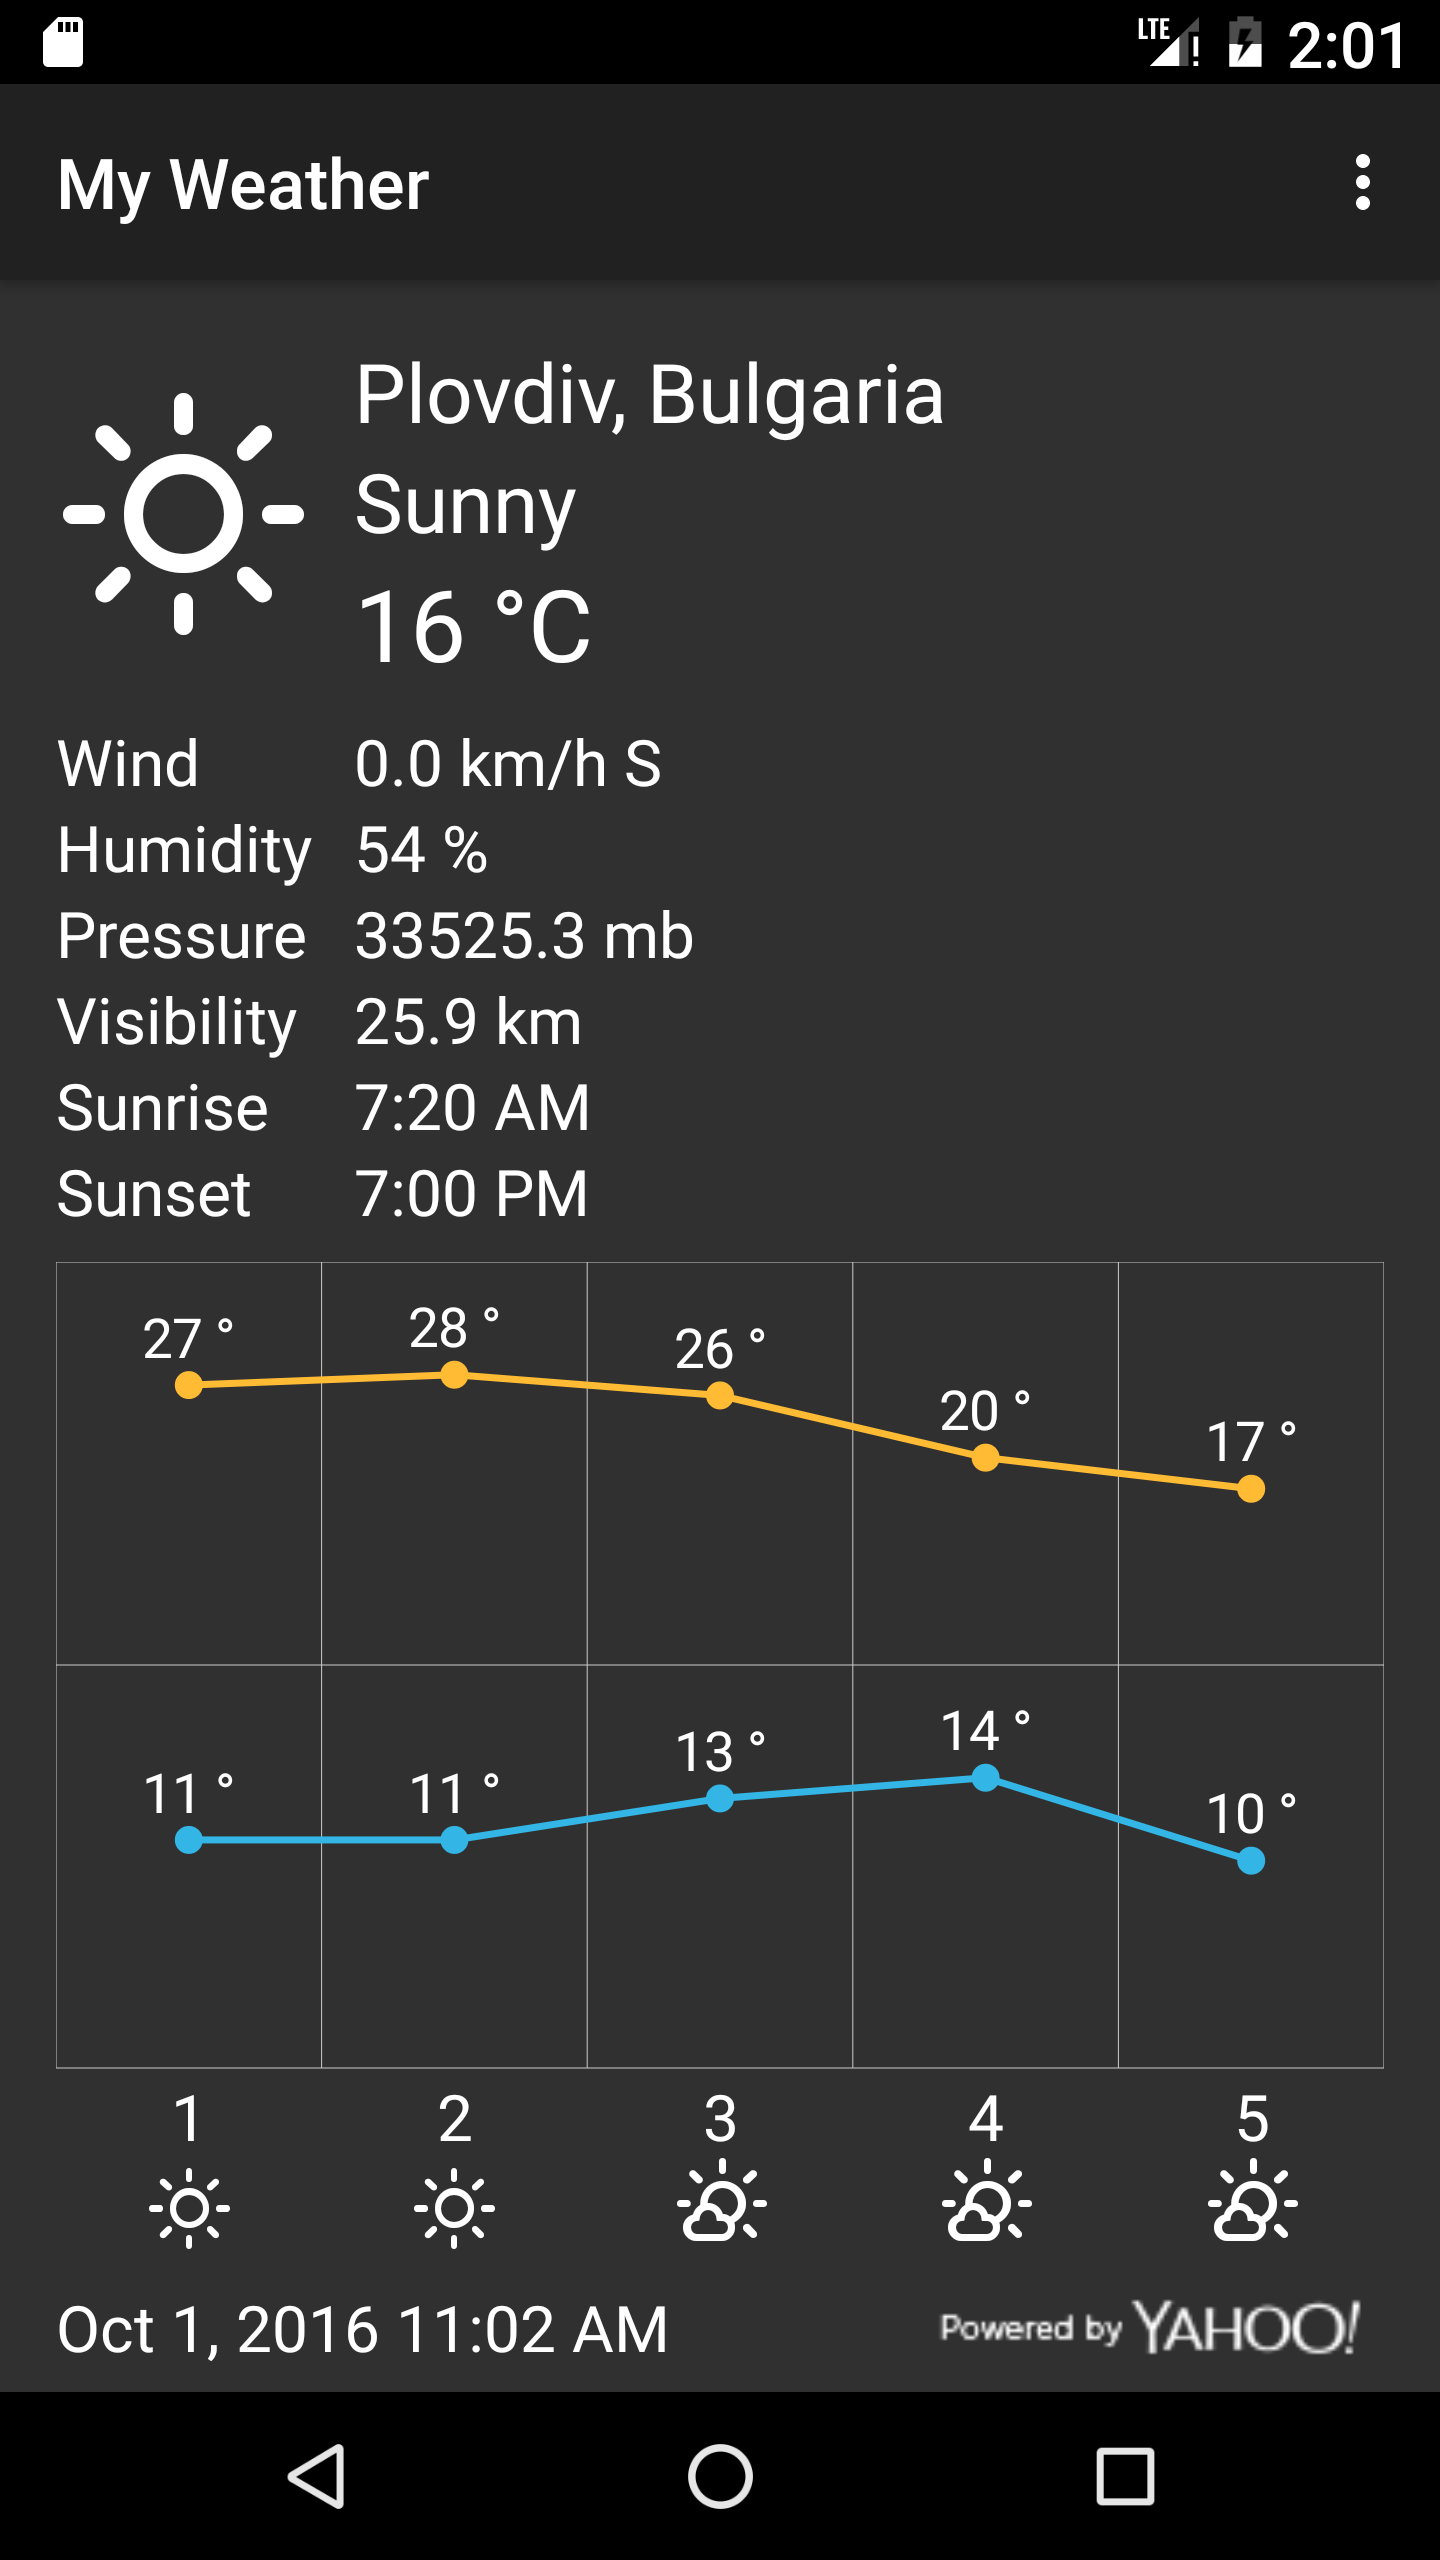 LTE 2:01
My Weather
Plovdiv, Bulgaria
Sunny
16 °C
Wind 0.0 km/h S
Humidity 54 %
Pressure 33525.3 mb
Visibility 25.9 km
Sunrise 7:20 AM
Sunset 7:00 PM
27 ° 28 ° 26 ° 20 ° 17 °
11 ° 11 ° 13 ° 14 ° 10 °
1 2 3 4 5
Oct 1, 2016 11:02 AM Powered by YAHOO!